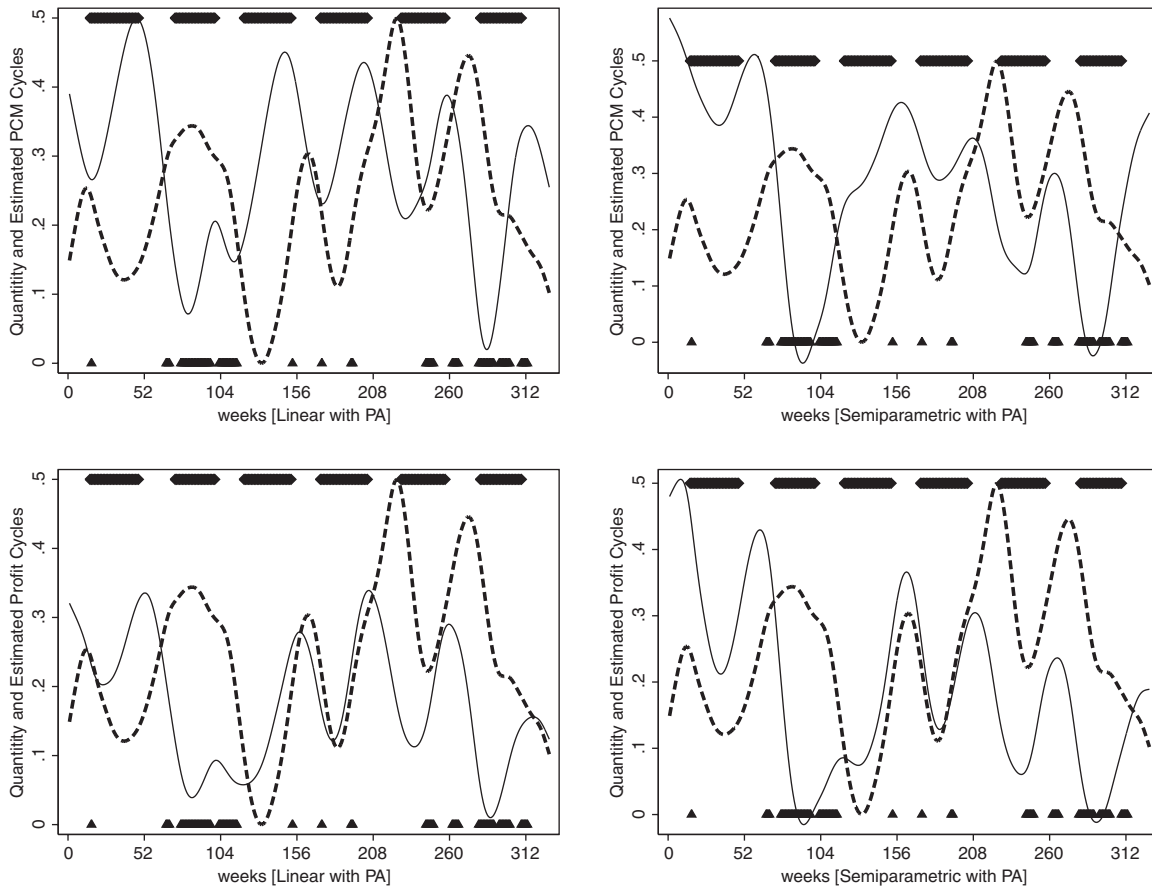 Quantitity and Estimated PCM Cycles
.5
.4
.3
.2
.1
0
0 52 104 156 208 260 312
weeks [Linear with PA]
Quantitity and Estimated PCM Cycles
.5
.4
.3
.2
.1
0
0 52 104 156 208 260 312
weeks [Semiparametric with PA]
Quantitity and Estimated Profit Cycles
.5
.4
.3
.2
.1
0
0 52 104 156 208 260 312
weeks [Linear with PA]
Quantitity and Estimated Profit Cycles
.5
.4
.3
.2
.1
0
0 52 104 156 208 260 312
weeks [Semiparametric with PA]